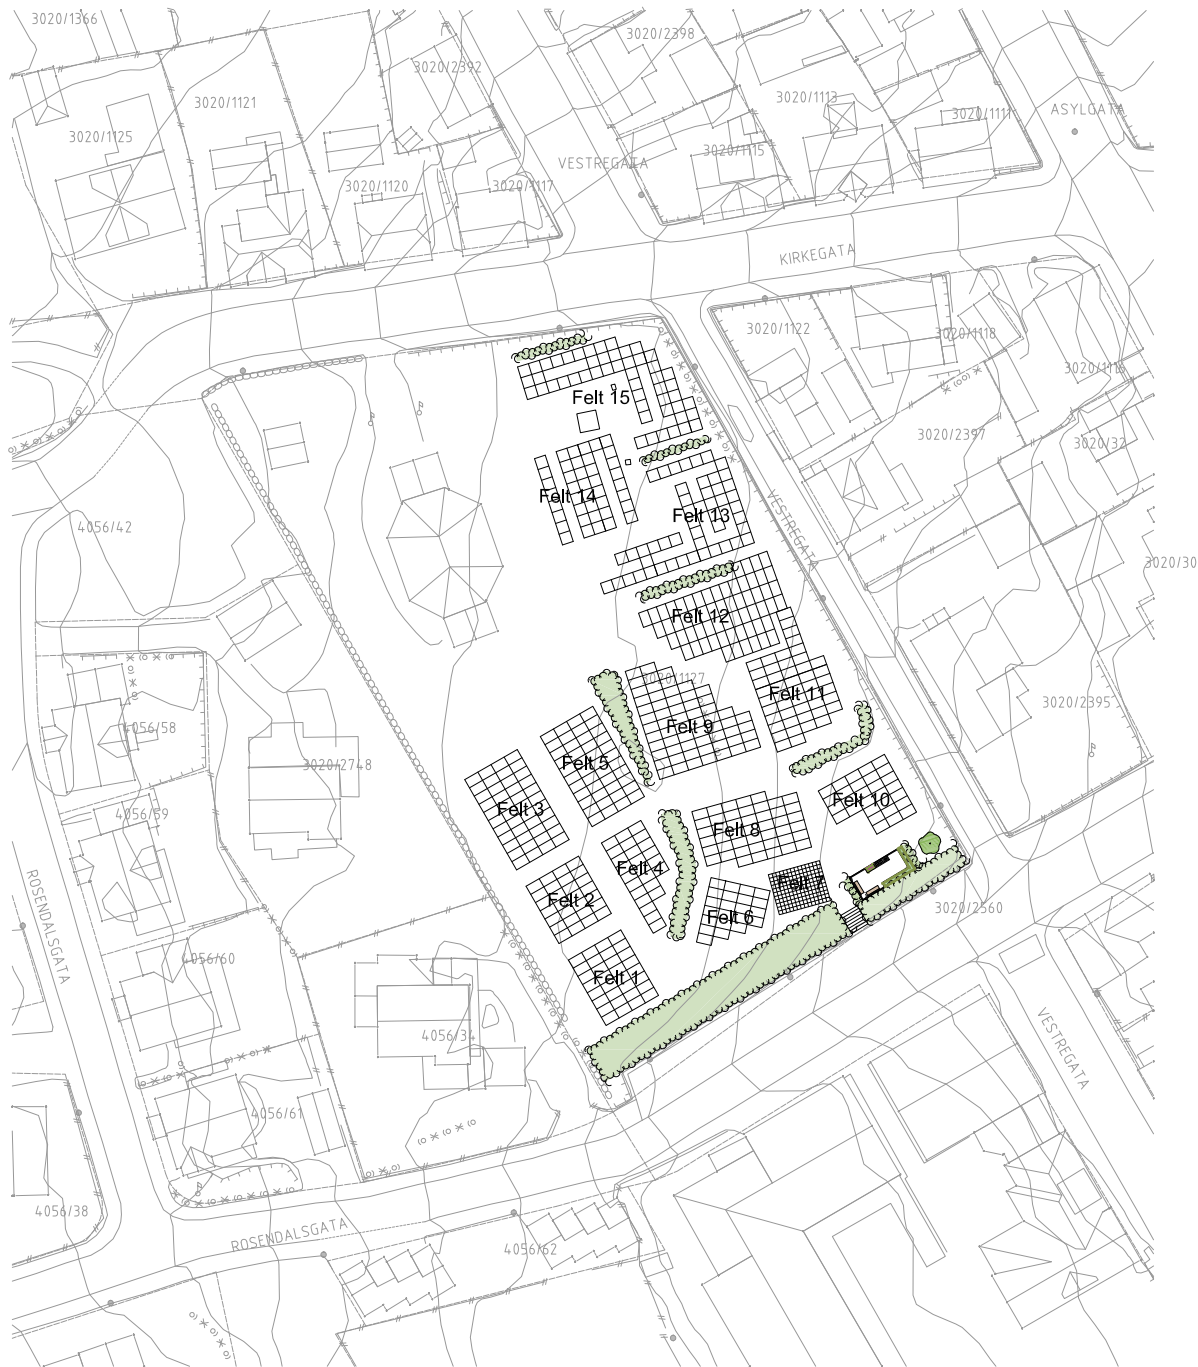 3020/1366
3020/2398
3020/2392
3020/1121
3020/1113
3020/1111
ASYLGATA
3020/1125
3020/1115
VESTREGATA
3020/1120
3020/1117
KIRKEGATA
3020/1122
3020/1118
3020/1116
Felt 15
3020/2397
3020/32
Felt 14
Felt 13
VESTREGATA
4056/42
3020/30
Felt 12
3020/1127
Felt 11
3020/2395
4056/58
Felt 9
3020/2748
Felt 5
Felt 3
Felt 10
4056/59
Felt 8
Felt 4
Felt 7
Felt 2
3020/2560
Felt 6
ROSENDALSGATA
4056/60
Felt 1
4056/34
VESTREGATA
4056/61
4056/38
ROSENDALSGATA
4056/62